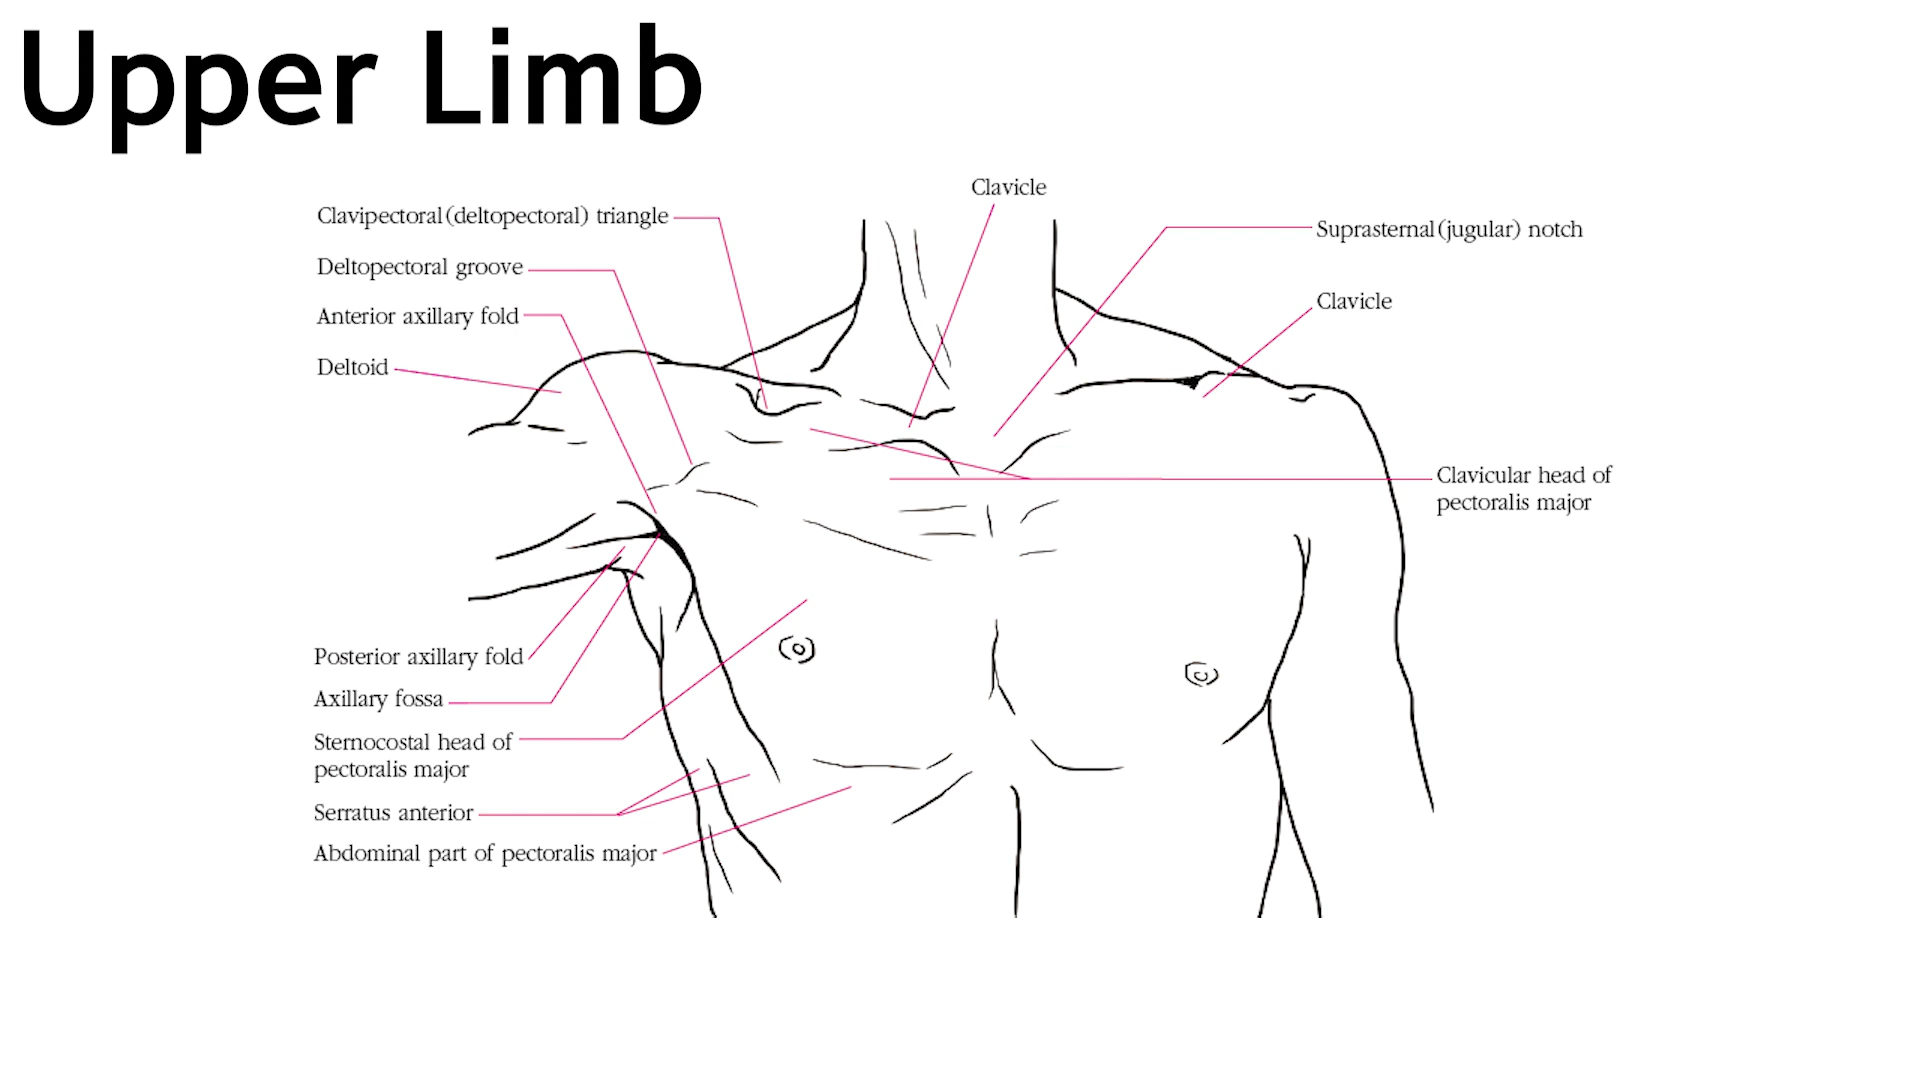 Upper Limb
Clavicle
Clavipectoral (deltopectoral) triangle
Suprasternal (jugular) notch
Deltopectoral groove
Clavicle
Anterior axillary fold
Deltoid
Clavicular head of
pectoralis major
Posterior axillary fold
Axillary fossa
Sternocostal head of
pectoralis major
Serratus anterior
Abdominal part of pectoralis major